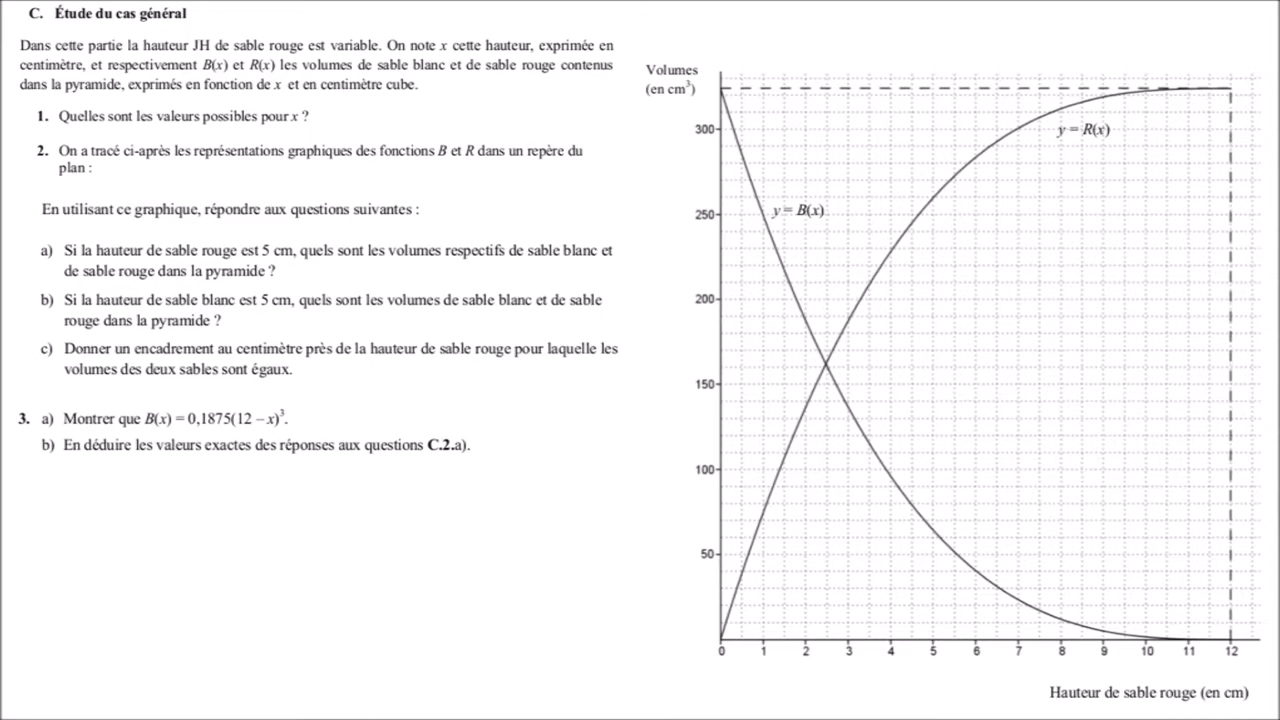 C. Étude du cas général
Dans cette partie la hauteur JH de sable rouge est variable. On note x cette hauteur, exprimée en
centimètre, et respectivement B(x) et R(x) les volumes de sable blanc et de sable rouge contenus
dans la pyramide, exprimés en fonction de x et en centimètre cube.
1. Quelles sont les valeurs possibles pour x ?
2. On a tracé ci-après les représentations graphiques des fonctions B et R dans un repère du
plan :
En utilisant ce graphique, répondre aux questions suivantes :
a) Si la hauteur de sable rouge est 5 cm, quels sont les volumes respectifs de sable blanc et
de sable rouge dans la pyramide ?
b) Si la hauteur de sable blanc est 5 cm, quels sont les volumes de sable blanc et de sable
rouge dans la pyramide ?
c) Donner un encadrement au centimètre près de la hauteur de sable rouge pour laquelle les
volumes des deux sables sont égaux.
3. a) Montrer que B(x) = 0,1875(12 – x)³.
b) En déduire les valeurs exactes des réponses aux questions C.2.a).
Volumes
(en cm³)
300
y = R(x)
250
y = B(x)
200
150
100
50
0 1 2 3 4 5 6 7 8 9 10 11 12
Hauteur de sable rouge (en cm)